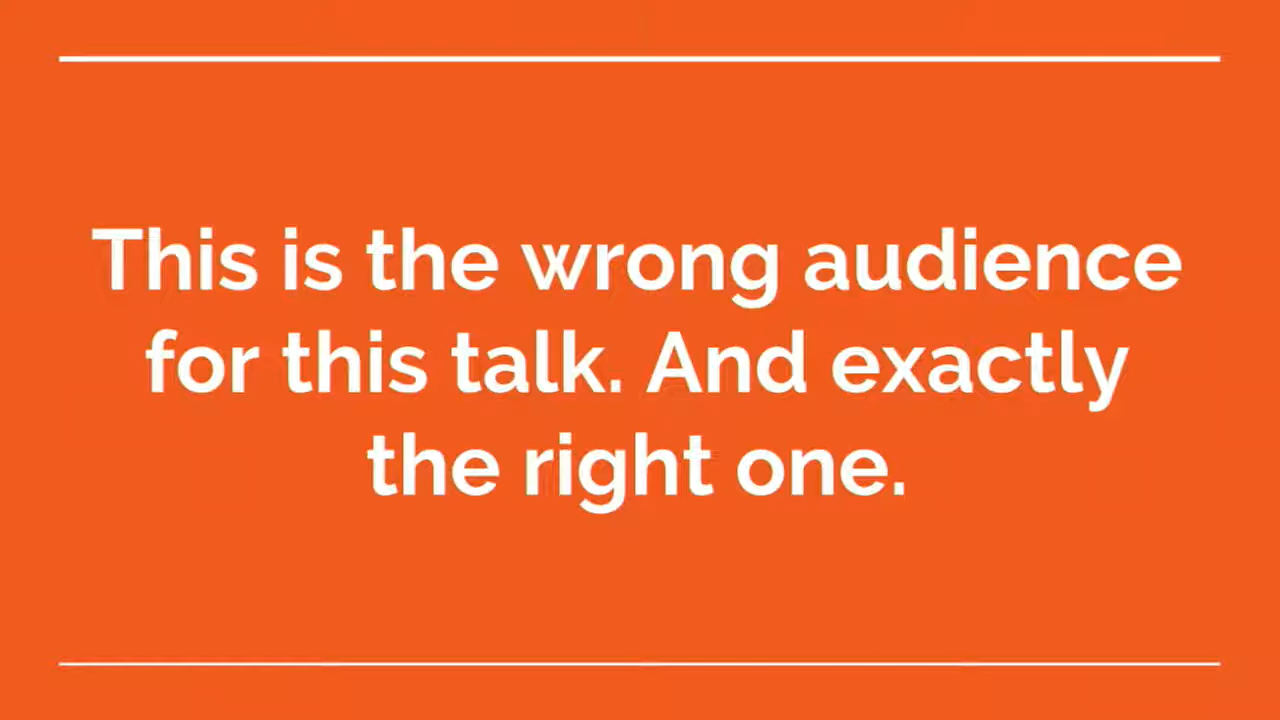 This is the wrong audience
for this talk. And exactly
the right one.